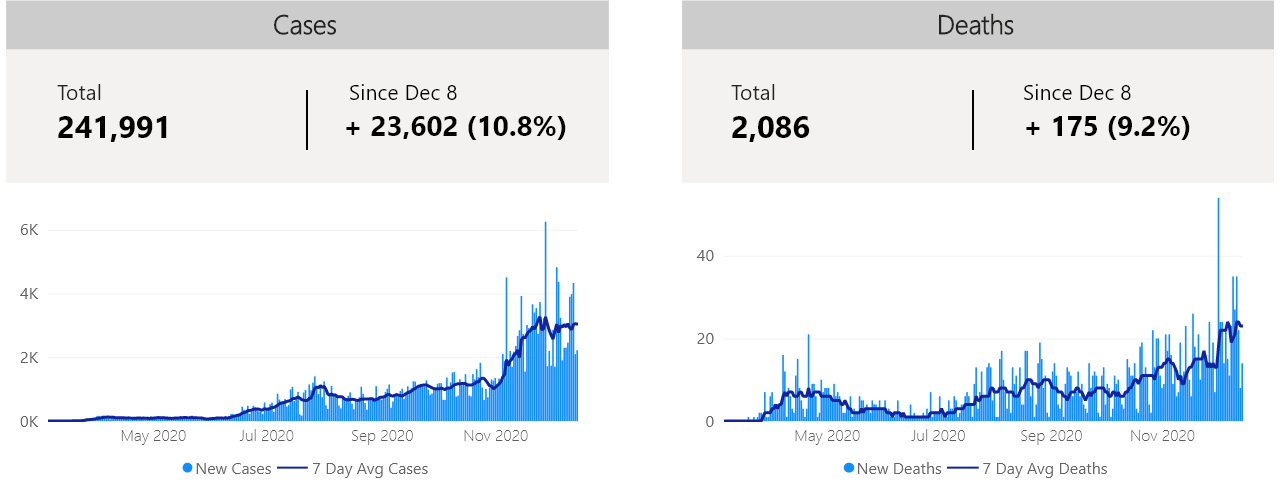 Cases
Total
241,991
Since Dec 8
+ 23,602 (10.8%)
6K
4K
2K
0K
May 2020
Jul 2020
Sep 2020
Nov 2020
New Cases
7 Day Avg Cases
Deaths
Total
2,086
Since Dec 8
+ 175 (9.2%)
40
20
0
May 2020
Jul 2020
Sep 2020
Nov 2020
New Deaths
7 Day Avg Deaths